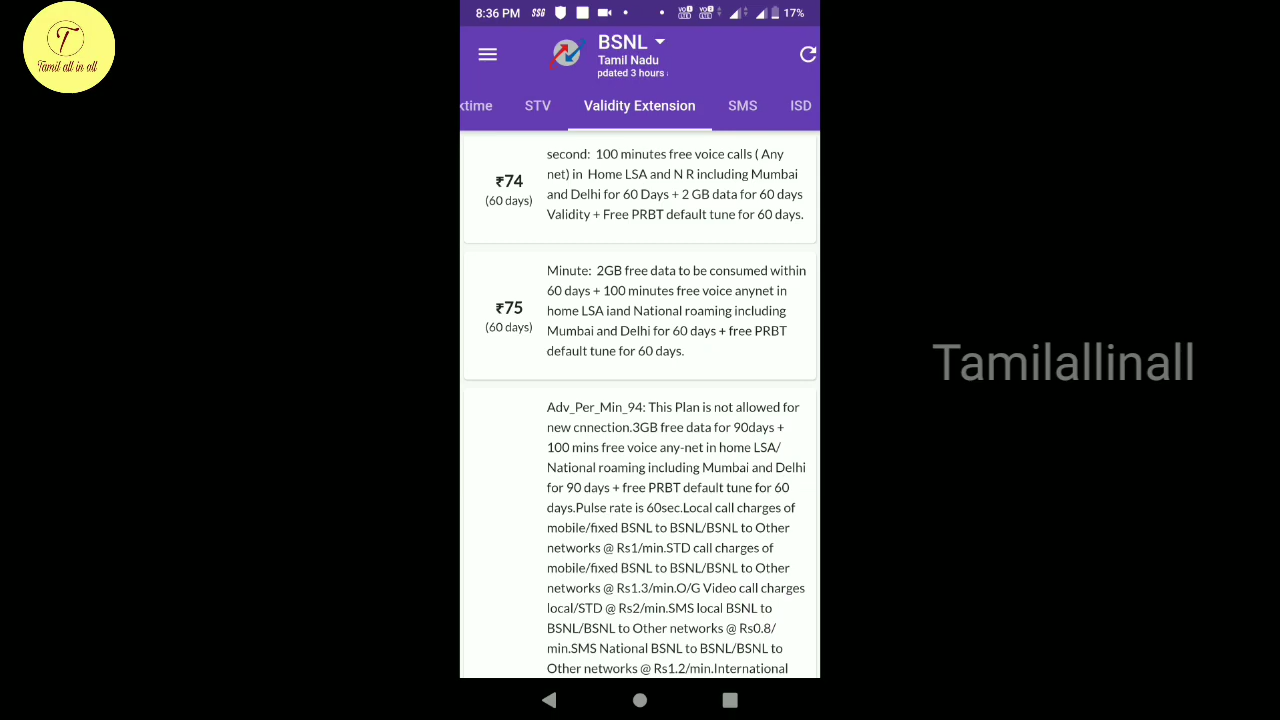 T
Tamil all in all
8:36 PM
17%
BSNL
Tamil Nadu
pdated 3 hours
ktime STV Validity Extension SMS ISD
second: 100 minutes free voice calls ( Any
net) in Home LSA and N R including Mumbai
and Delhi for 60 Days + 2 GB data for 60 days
Validity + Free PRBT default tune for 60 days.
₹74
(60 days)
Minute: 2GB free data to be consumed within
60 days + 100 minutes free voice anynet in
home LSA iand National roaming including
Mumbai and Delhi for 60 days + free PRBT
default tune for 60 days.
₹75
(60 days)
Adv_Per_Min_94: This Plan is not allowed for
new cnnection.3GB free data for 90days +
100 mins free voice any-net in home LSA/
National roaming including Mumbai and Delhi
for 90 days + free PRBT default tune for 60
days.Pulse rate is 60sec.Local call charges of
mobile/fixed BSNL to BSNL/BSNL to Other
networks @ Rs1/min.STD call charges of
mobile/fixed BSNL to BSNL/BSNL to Other
networks @ Rs1.3/min.O/G Video call charges
local/STD @ Rs2/min.SMS local BSNL to
BSNL/BSNL to Other networks @ Rs0.8/
min.SMS National BSNL to BSNL/BSNL to
Other networks @ Rs1.2/min.International
Tamilallinall